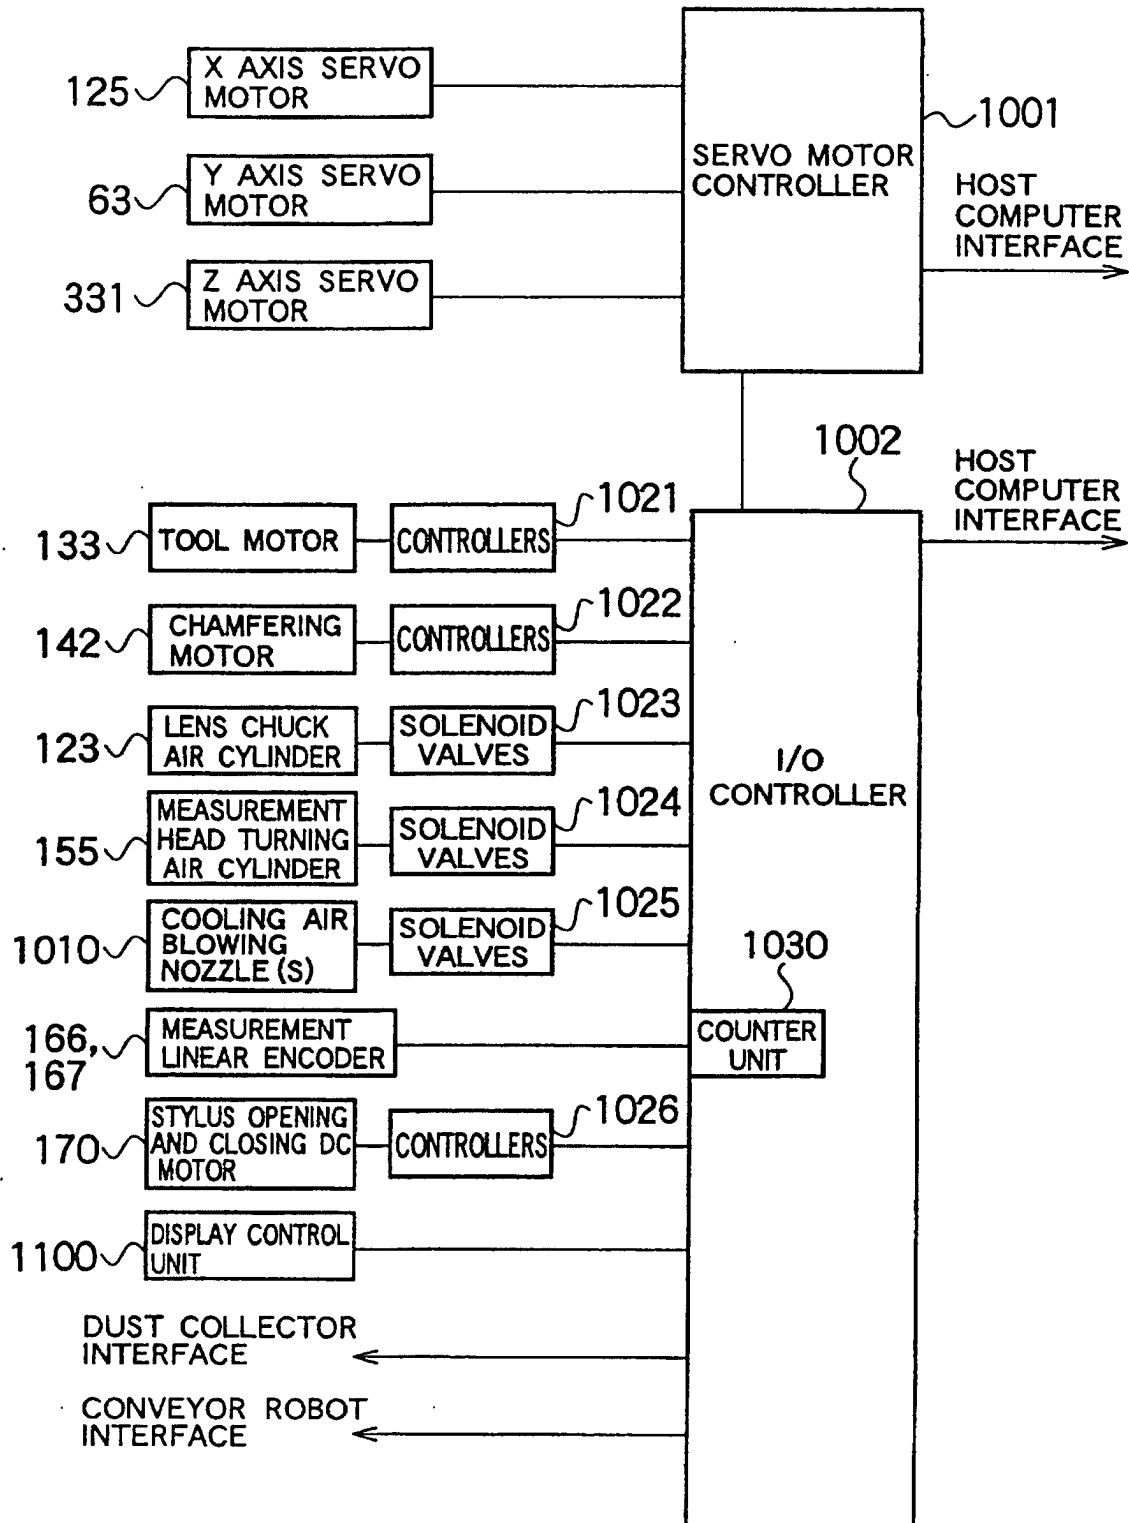 125
X AXIS SERVO
MOTOR
63
Y AXIS SERVO
MOTOR
331
Z AXIS SERVO
MOTOR
SERVO MOTOR
CONTROLLER
1001
HOST
COMPUTER
INTERFACE
1002
HOST
COMPUTER
INTERFACE
133
TOOL MOTOR
CONTROLLERS
1021
142
CHAMFERING
MOTOR
CONTROLLERS
1022
123
LENS CHUCK
AIR CYLINDER
SOLENOID
VALVES
1023
155
MEASUREMENT
HEAD TURNING
AIR CYLINDER
SOLENOID
VALVES
1024
I/O
CONTROLLER
1010
COOLING AIR
BLOWING
NOZZLE(S)
SOLENOID
VALVES
1025
166,
167
MEASUREMENT
LINEAR ENCODER
1030
COUNTER
UNIT
170
STYLUS OPENING
AND CLOSING DC
MOTOR
CONTROLLERS
1026
1100
DISPLAY CONTROL
UNIT
DUST COLLECTOR
INTERFACE
CONVEYOR ROBOT
INTERFACE